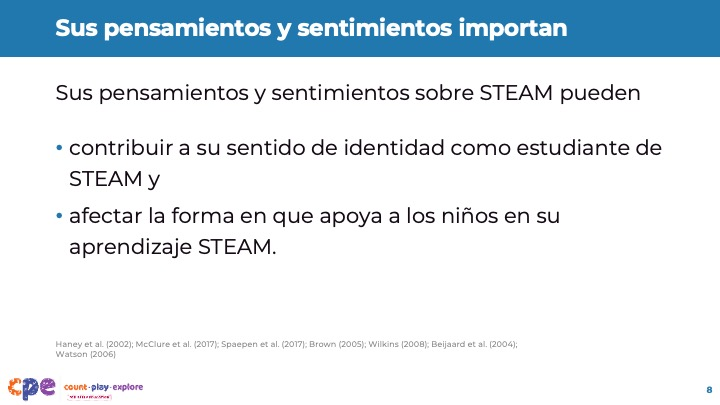 Sus pensamientos y sentimientos importan
Sus pensamientos y sentimientos sobre STEAM pueden
• contribuir a su sentido de identidad como estudiante de
STEAM y
• afectar la forma en que apoya a los niños en su
aprendizaje STEAM.
Haney et al. (2002); McClure et al. (2017); Spaepen et al. (2017); Brown (2005); Wilkins (2008); Beijaard et al. (2004);
Watson (2006)
cpe count·play·explore
8